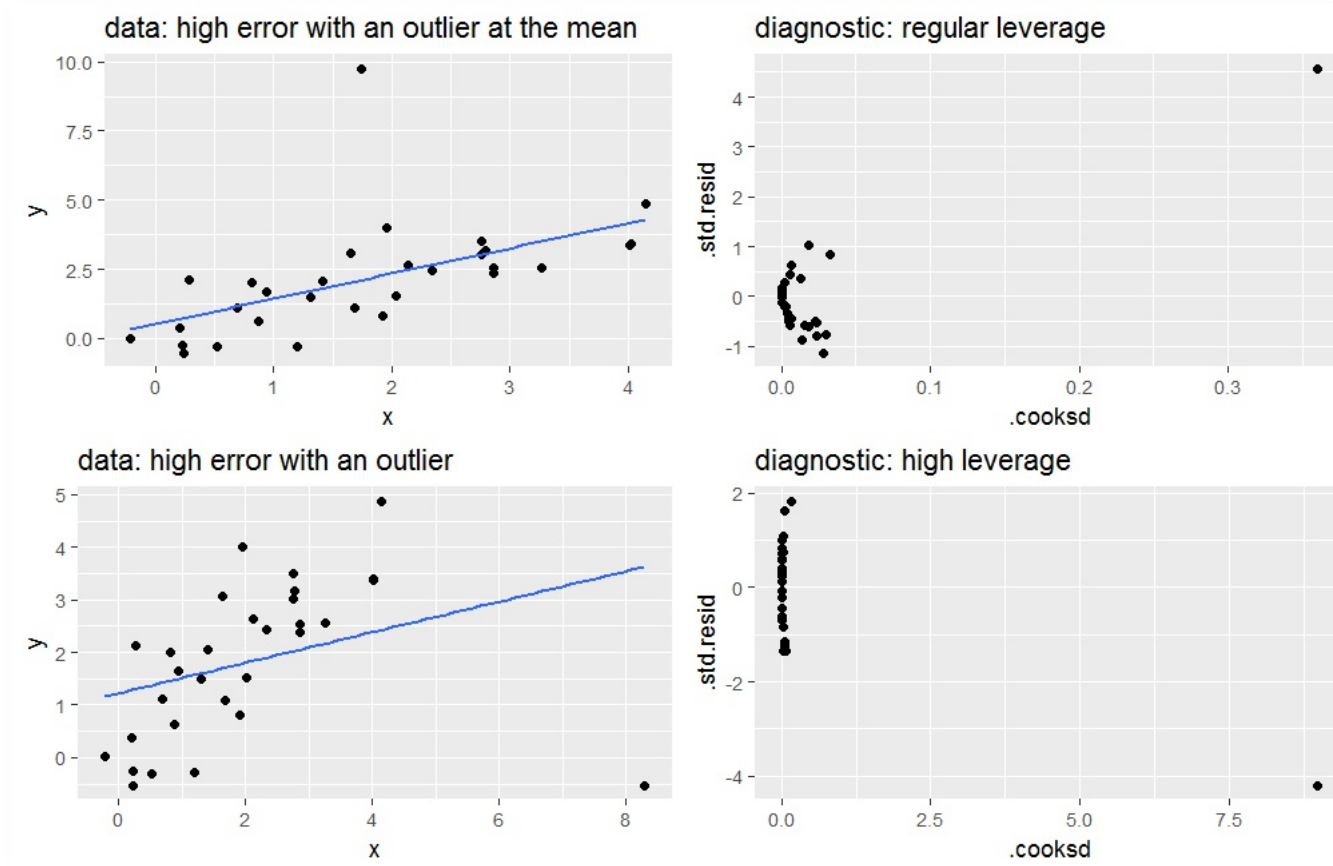 data: high error with an outlier at the mean
10.0
7.5
5.0
2.5
0.0
y
0 1 2 3 4
x
diagnostic: regular leverage
4
3
2
1
0
-1
.std.resid
0.0 0.1 0.2 0.3
.cooksd
data: high error with an outlier
5
4
3
2
1
0
y
0 2 4 6 8
x
diagnostic: high leverage
2
0
-2
-4
.std.resid
0.0 2.5 5.0 7.5
.cooksd